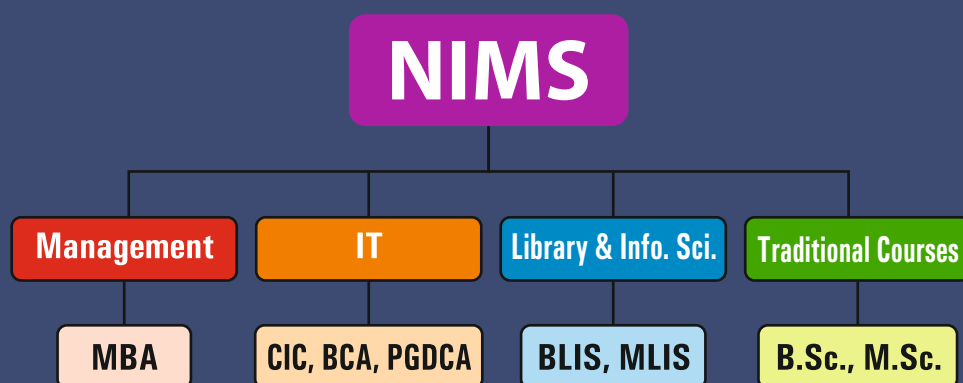 NIMS
Management
IT
Library & Info. Sci.
Traditional Courses
MBA
CIC, BCA, PGDCA
BLIS, MLIS
B.Sc., M.Sc.